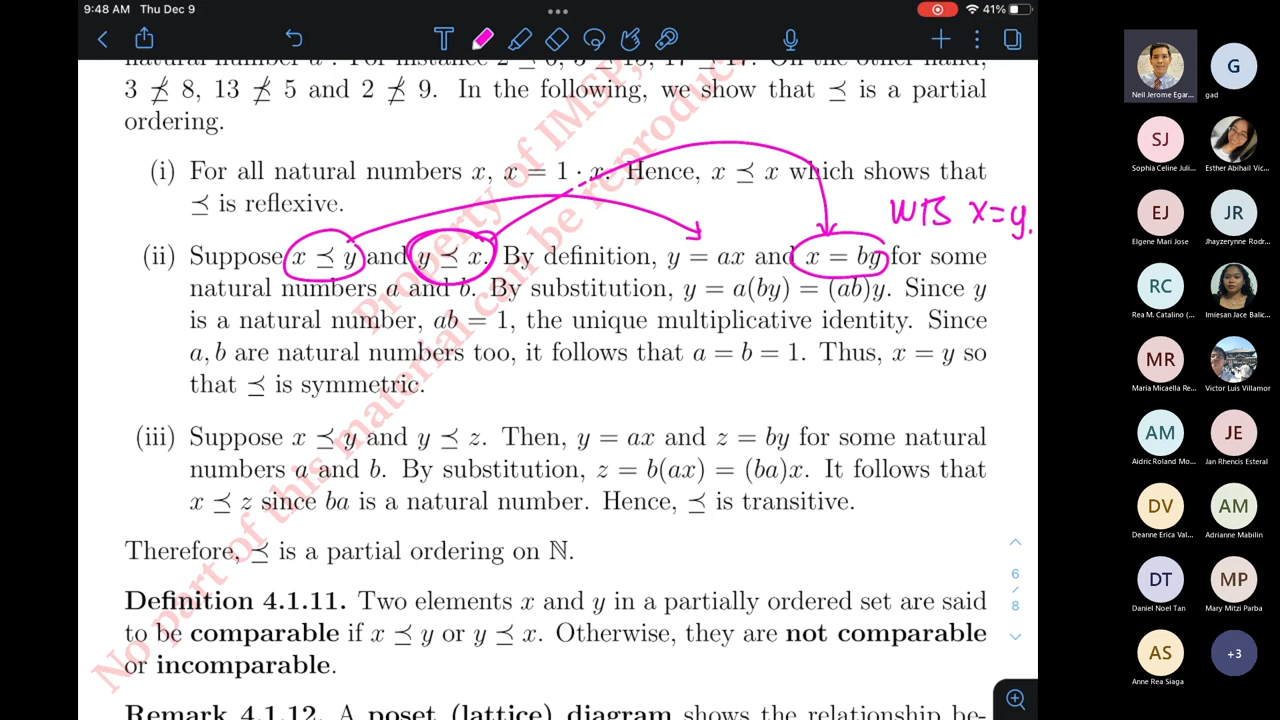 9:48 AM Thu Dec 9
41%
3 ⋠ 8, 13 ⋠ 5 and 2 ⋠ 9. In the following, we show that ⪯ is a partial
ordering.
(i) For all natural numbers x, x = 1 · x. Hence, x ⪯ x which shows that
⪯ is reflexive.
WTS x=y.
(ii) Suppose x ⪯ y and y ⪯ x. By definition, y = ax and x = by for some
natural numbers a and b. By substitution, y = a(by) = (ab)y. Since y
is a natural number, ab = 1, the unique multiplicative identity. Since
a, b are natural numbers too, it follows that a = b = 1. Thus, x = y so
that ⪯ is symmetric.
(iii) Suppose x ⪯ y and y ⪯ z. Then, y = ax and z = by for some natural
numbers a and b. By substitution, z = b(ax) = (ba)x. It follows that
x ⪯ z since ba is a natural number. Hence, ⪯ is transitive.
Therefore, ⪯ is a partial ordering on ℕ.
Definition 4.1.11. Two elements x and y in a partially ordered set are said
to be comparable if x ⪯ y or y ⪯ x. Otherwise, they are not comparable
or incomparable.
Remark 4.1.12. A poset (lattice) diagram shows the relationship be-
No part of this material can be
Property of IMSP,
6
/
8
Neil Jerome Egar...
G
gad
SJ
Sophia Celine Juli...
Esther Abihail Vic...
EJ
Elgene Mari Jose
JR
Jhayzerynne Rodr...
RC
Rea M. Catalino (...
Imiesan Jace Balic...
MR
Maria Micaella Re...
Victor Luis Villamor
AM
Aidric Roland Mo...
JE
Jan Rhencis Esteral
DV
Deanne Erica Val...
AM
Adrianne Mabilin
DT
Daniel Noel Tan
MP
Mary Mitzi Parba
AS
Anne Rea Siaga
+3